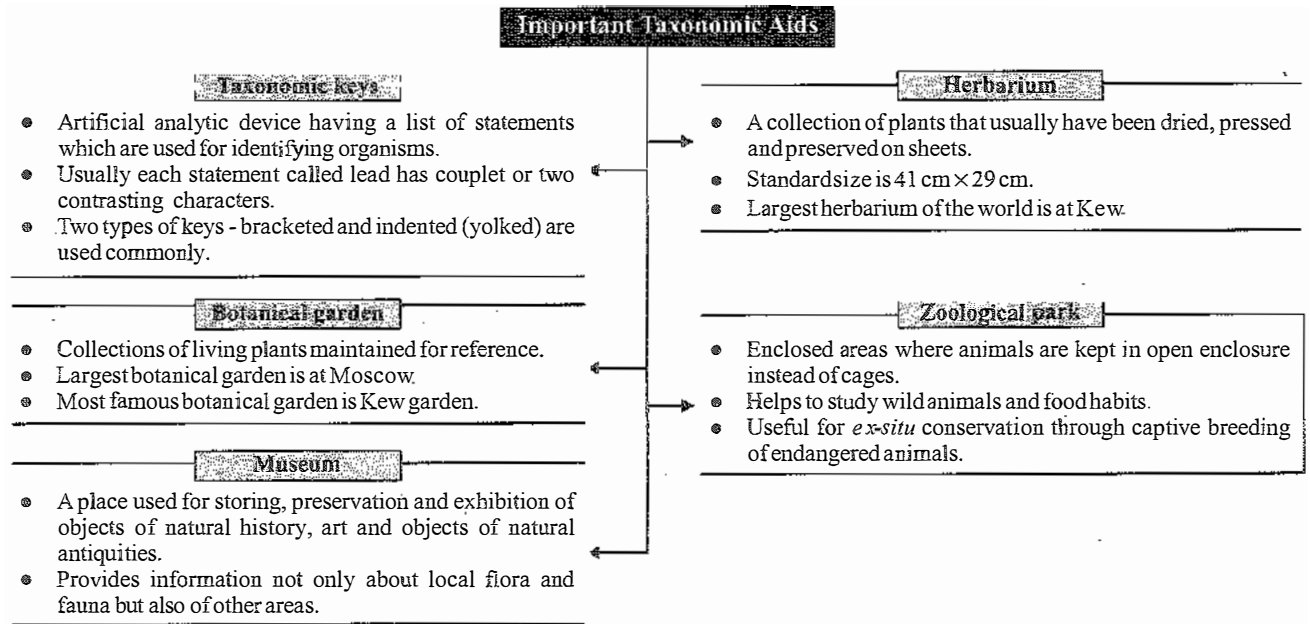 Important Taxonomic Aids
Taxonomic keys
● Artificial analytic device having a list of statements
which are used for identifying organisms.
● Usually each statement called lead has couplet or two
contrasting characters.
● Two types of keys - bracketed and indented (yolked) are
used commonly.
Herbarium
● A collection of plants that usually have been dried, pressed
and preserved on sheets.
● Standard size is 41 cm × 29 cm.
● Largest herbarium of the world is at Kew.
Botanical garden
● Collections of living plants maintained for reference.
● Largest botanical garden is at Moscow.
● Most famous botanical garden is Kew garden.
Zoological park
● Enclosed areas where animals are kept in open enclosure
instead of cages.
● Helps to study wild animals and food habits.
● Useful for ex-situ conservation through captive breeding
of endangered animals.
Museum
● A place used for storing, preservation and exhibition of
objects of natural history, art and objects of natural
antiquities.
● Provides information not only about local flora and
fauna but also of other areas.